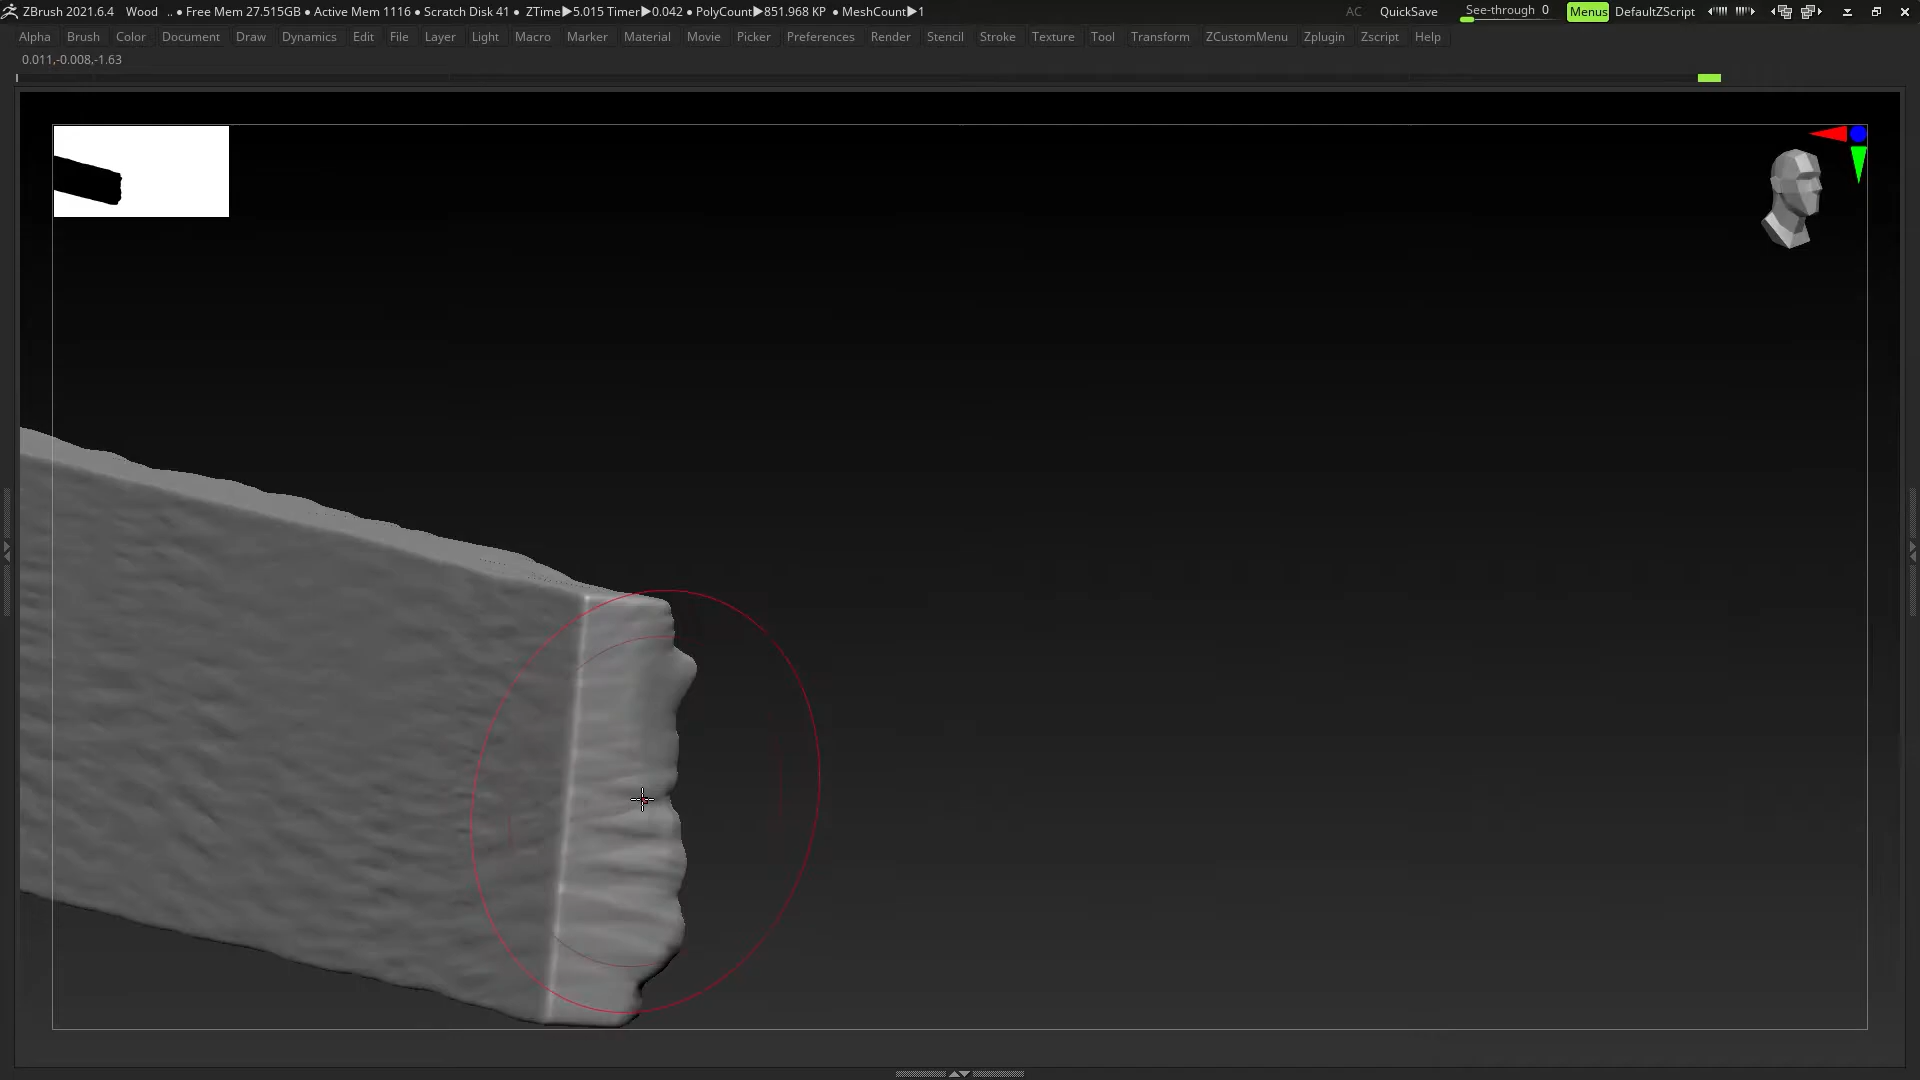 ZBrush 2021.6.4 Wood .. ● Free Mem 27.515GB ● Active Mem 1116 ● Scratch Disk 41 ● ZTime▶5.015 Timer▶0.042 ● PolyCount▶851.968 KP ● MeshCount▶1 AC QuickSave See-through 0 Menus DefaultZScript
Alpha Brush Color Document Draw Dynamics Edit File Layer Light Macro Marker Material Movie Picker Preferences Render Stencil Stroke Texture Tool Transform ZCustomMenu Zplugin Zscript Help
0.011,-0.008,-1.63